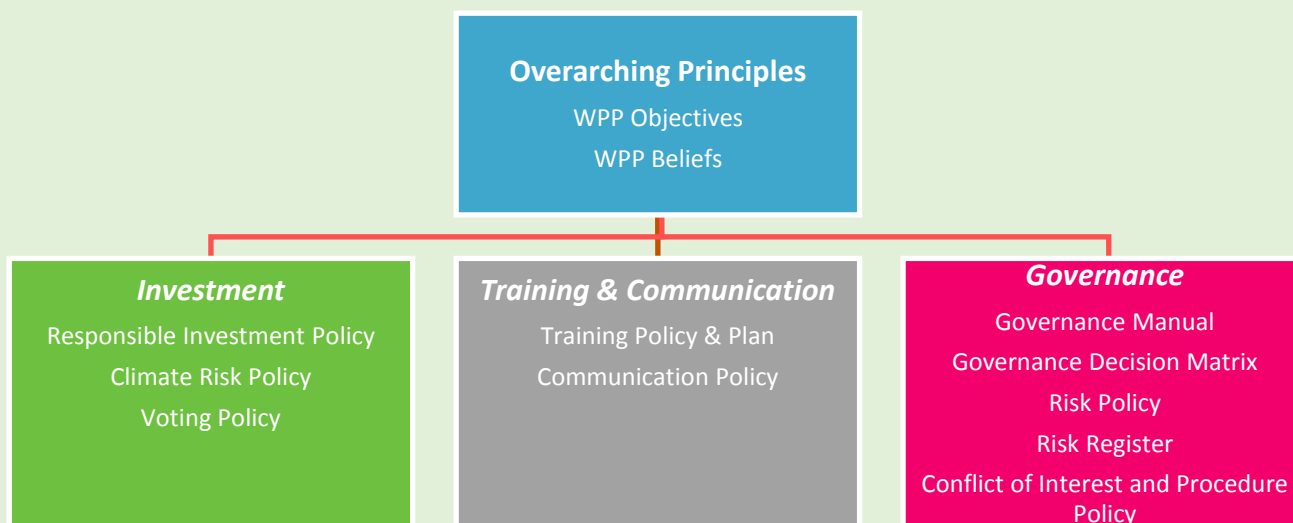 Overarching Principles
WPP Objectives
WPP Beliefs
Investment
Responsible Investment Policy
Climate Risk Policy
Voting Policy
Training & Communication
Training Policy & Plan
Communication Policy
Governance
Governance Manual
Governance Decision Matrix
Risk Policy
Risk Register
Conflict of Interest and Procedure
Policy